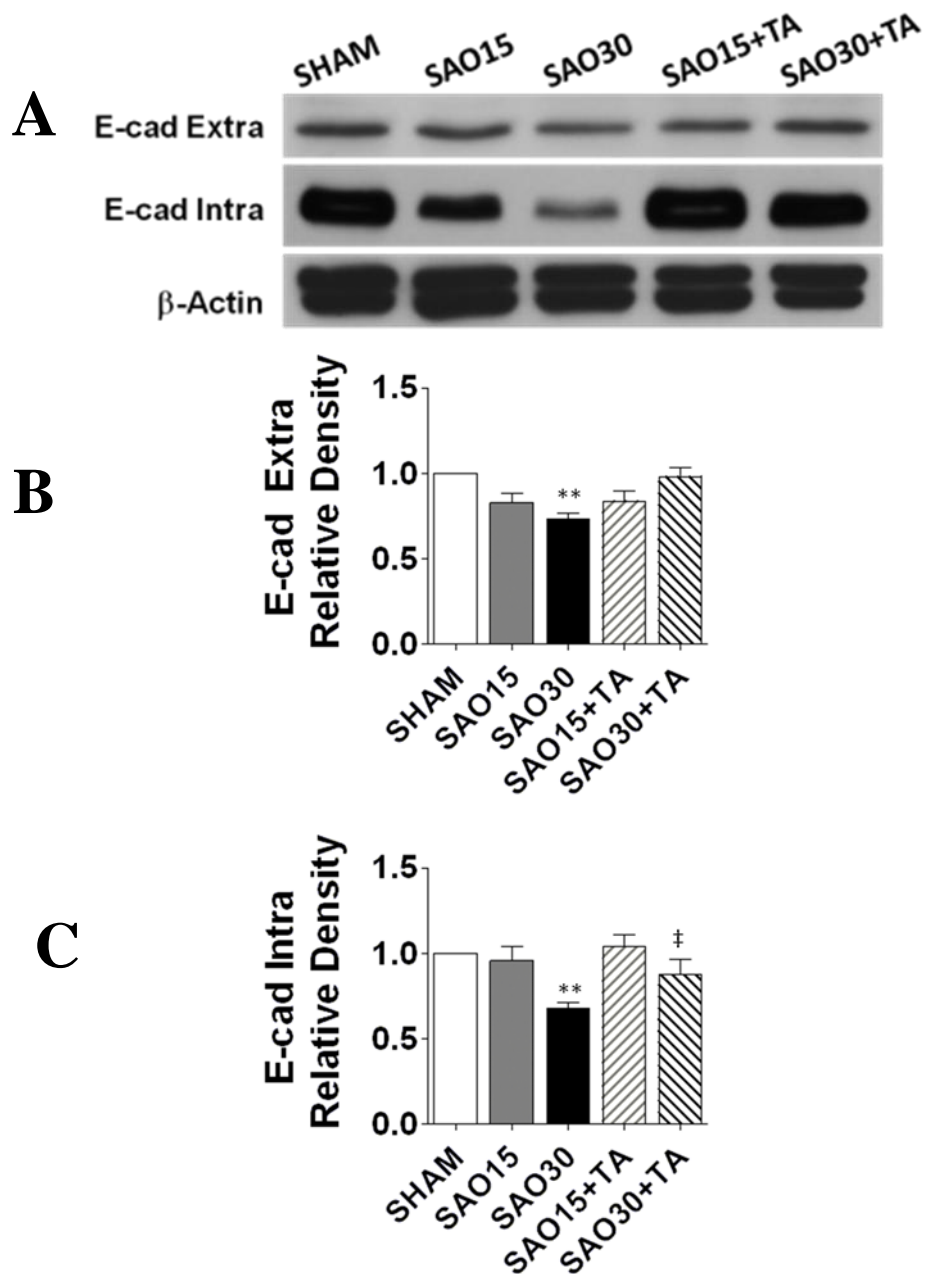 SHAM SAO15 SAO30 SAO15+TA SAO30+TA
A
E-cad Extra
E-cad Intra
β-Actin
B
E-cad Extra
Relative Density
1.5
1.0
0.5
0.0
**
SHAM SAO15 SAO30 SAO15+TA SAO30+TA
C
E-cad Intra
Relative Density
1.5
1.0
0.5
0.0
**
‡
SHAM SAO15 SAO30 SAO15+TA SAO30+TA